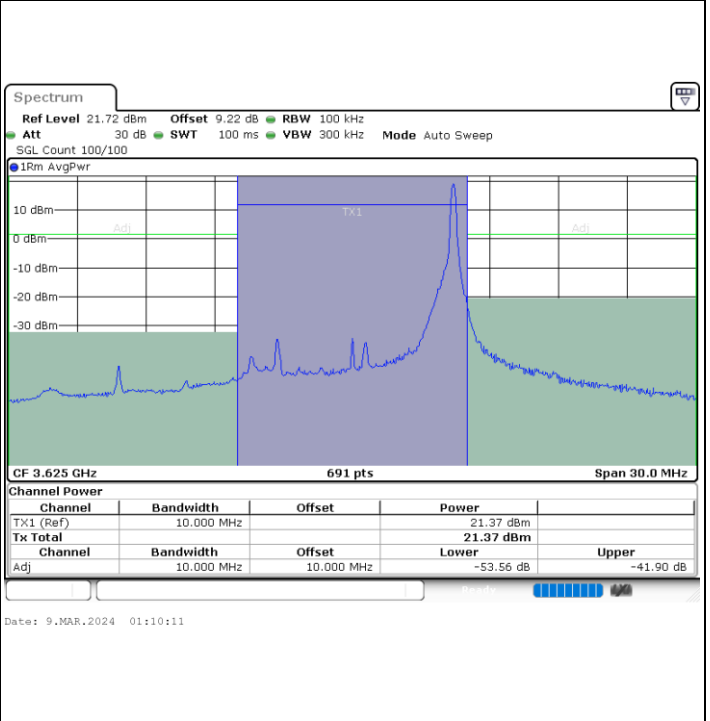 Spectrum
Ref Level 21.72 dBm Offset 9.22 dB RBW 100 kHz
Att 30 dB SWT 100 ms VBW 300 kHz Mode Auto Sweep
SGL Count 100/100
1Rm AvgPwr
10 dBm
TX1
Adj Adj
0 dBm
-10 dBm
-20 dBm
-30 dBm
CF 3.625 GHz 691 pts Span 30.0 MHz
Channel Power
Channel Bandwidth Offset Power
TX1 (Ref) 10.000 MHz 21.37 dBm
Tx Total 21.37 dBm
Channel Bandwidth Offset Lower Upper
Adj 10.000 MHz 10.000 MHz -53.56 dB -41.90 dB
Ready
Date: 9.MAR.2024 01:10:11